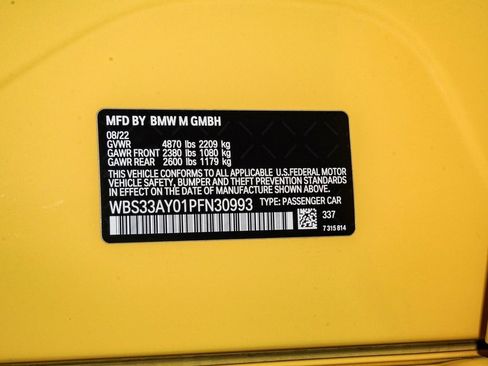 MFD BY BMW M GMBH
08/22
GVWR 4870 lbs 2209 kg
GAWR FRONT 2380 lbs 1080 kg
GAWR REAR 2600 lbs 1179 kg
THIS VEHICLE CONFORMS TO ALL APPLICABLE U.S.FEDERAL MOTOR
VEHICLE SAFETY, BUMPER, AND THEFT PREVENTION STANDARDS
IN EFFECT ON THE DATE OF MANUFACTURE SHOWN ABOVE.
WBS33AY01PFN30993 TYPE: PASSENGER CAR
337
7 315 814